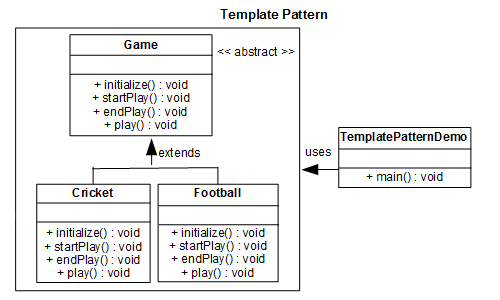 Template Pattern
Game
<< abstract >>
+ initialize() : void
+ startPlay() : void
+ endPlay() : void
+ play() : void
extends
uses
TemplatePatternDemo
+ main() : void
Cricket
+ initialize() : void
+ startPlay() : void
+ endPlay() : void
+ play() : void
Football
+ initialize() : void
+ startPlay() : void
+ endPlay() : void
+ play() : void